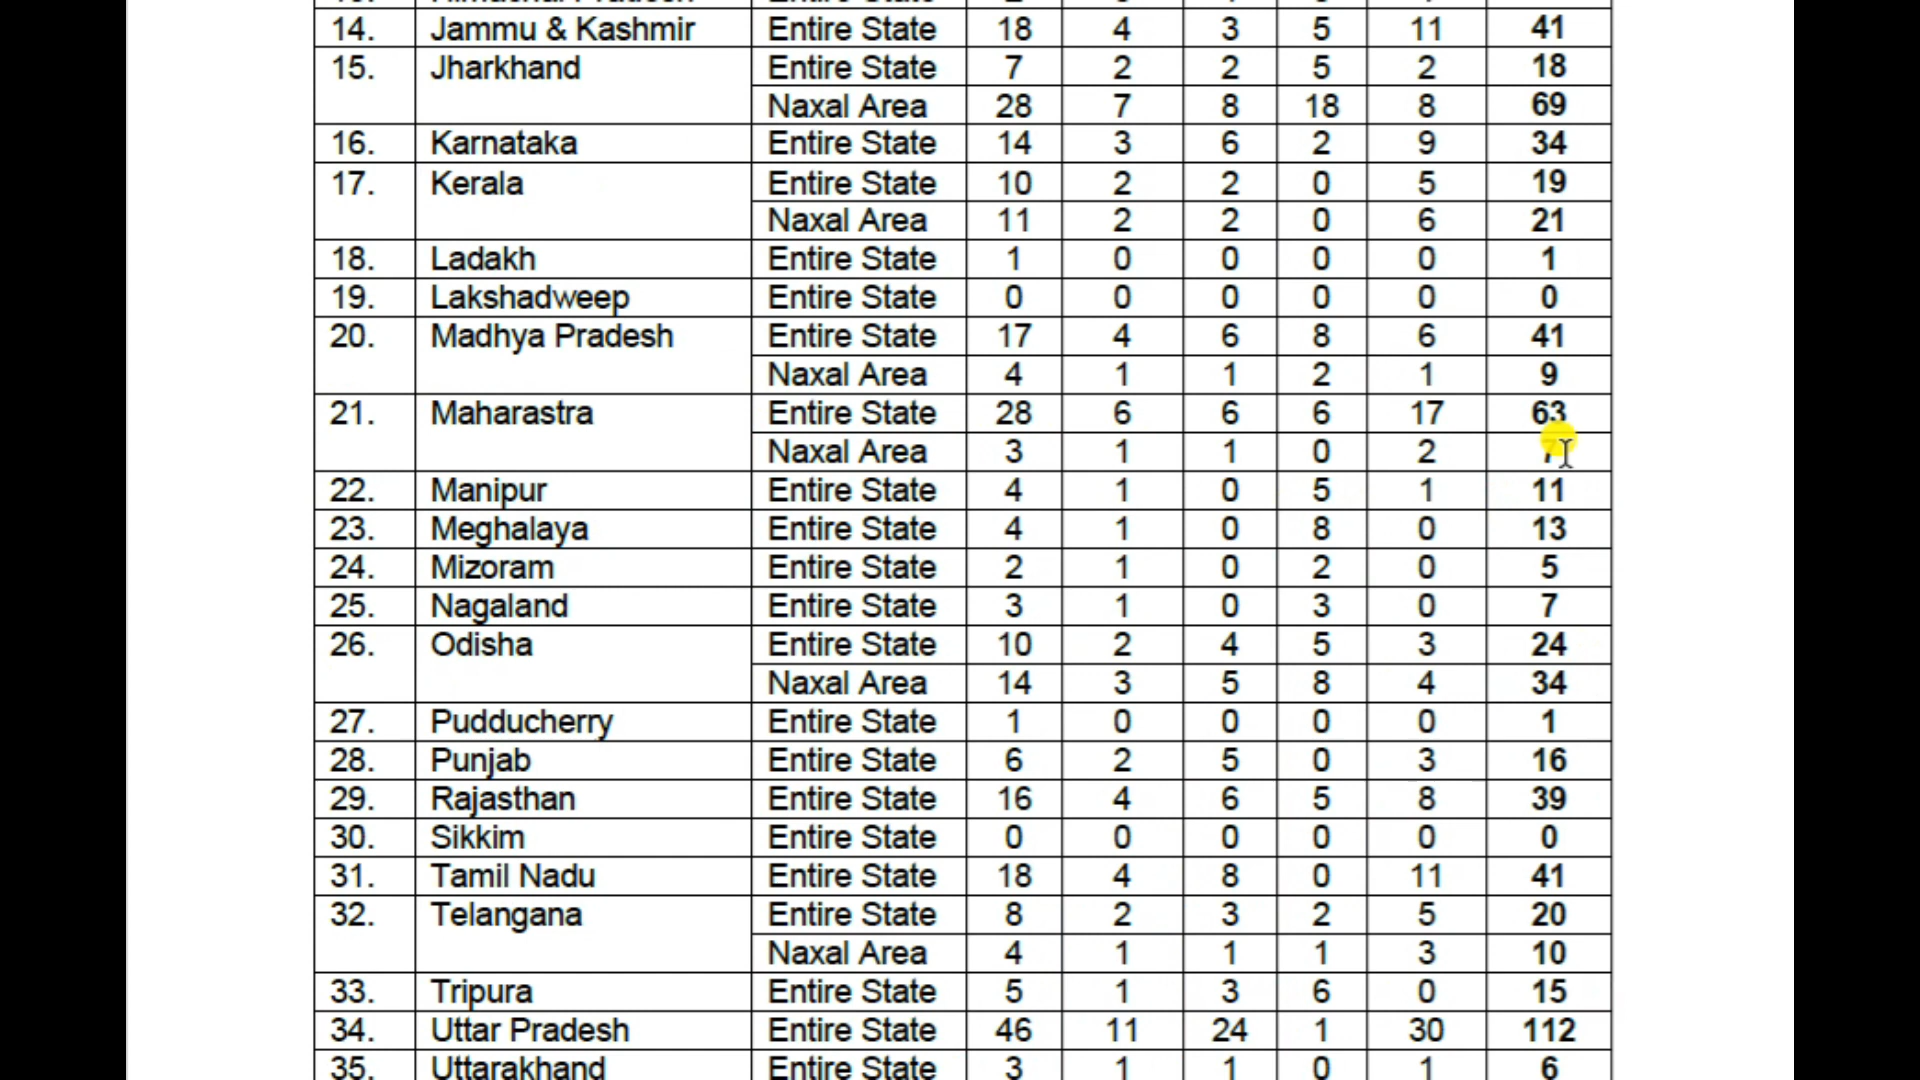 14. Jammu & Kashmir Entire State 18 4 3 5 11 41
15. Jharkhand Entire State 7 2 2 5 2 18
Naxal Area 28 7 8 18 8 69
16. Karnataka Entire State 14 3 6 2 9 34
17. Kerala Entire State 10 2 2 0 5 19
Naxal Area 11 2 2 0 6 21
18. Ladakh Entire State 1 0 0 0 0 1
19. Lakshadweep Entire State 0 0 0 0 0 0
20. Madhya Pradesh Entire State 17 4 6 8 6 41
Naxal Area 4 1 1 2 1 9
21. Maharastra Entire State 28 6 6 6 17 63
Naxal Area 3 1 1 0 2 7
22. Manipur Entire State 4 1 0 5 1 11
23. Meghalaya Entire State 4 1 0 8 0 13
24. Mizoram Entire State 2 1 0 2 0 5
25. Nagaland Entire State 3 1 0 3 0 7
26. Odisha Entire State 10 2 4 5 3 24
Naxal Area 14 3 5 8 4 34
27. Pudducherry Entire State 1 0 0 0 0 1
28. Punjab Entire State 6 2 5 0 3 16
29. Rajasthan Entire State 16 4 6 5 8 39
30. Sikkim Entire State 0 0 0 0 0 0
31. Tamil Nadu Entire State 18 4 8 0 11 41
32. Telangana Entire State 8 2 3 2 5 20
Naxal Area 4 1 1 1 3 10
33. Tripura Entire State 5 1 3 6 0 15
34. Uttar Pradesh Entire State 46 11 24 1 30 112
35. Uttarakhand Entire State 3 1 1 0 1 6